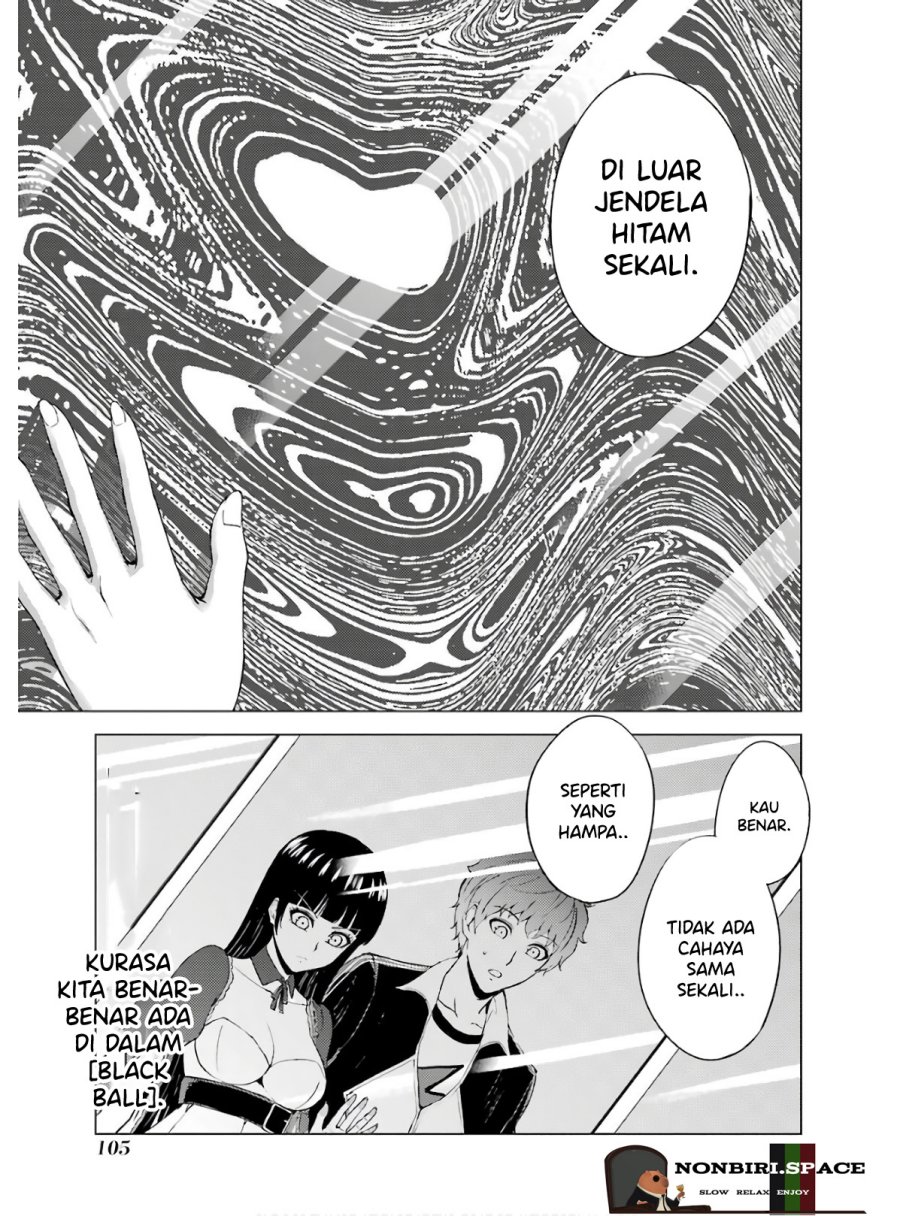 DI LUAR
JENDELA
HITAM
SEKALI.
KAU
BENAR.
TIDAK ADA
CAHAYA
SAMA
SEKALI..
SEPERTI
YANG
HAMPA..
KURASA
KITA BENAR-
BENAR ADA
DI DALAM
[BLACK
BALL].
105
NONBIRI.SPACE
SLOW RELAX ENJOY